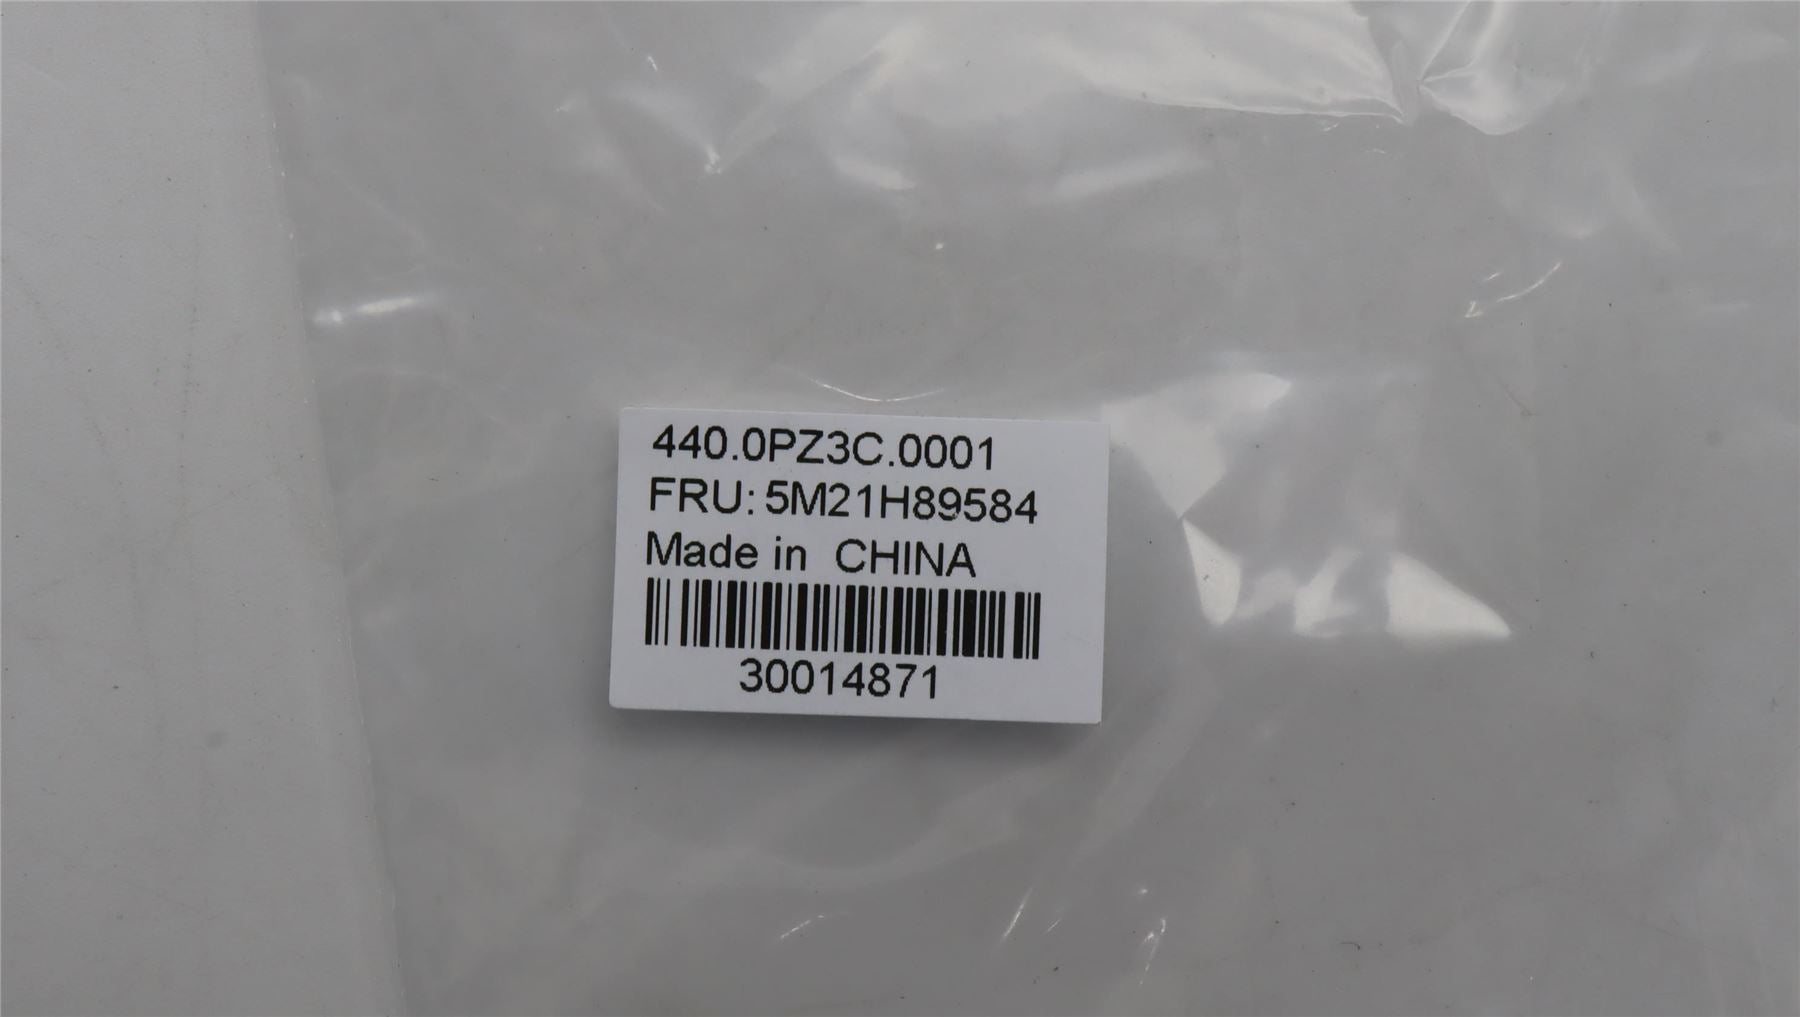 440.0PZ3C.0001
FRU: 5M21H89584
Made in CHINA
30014871